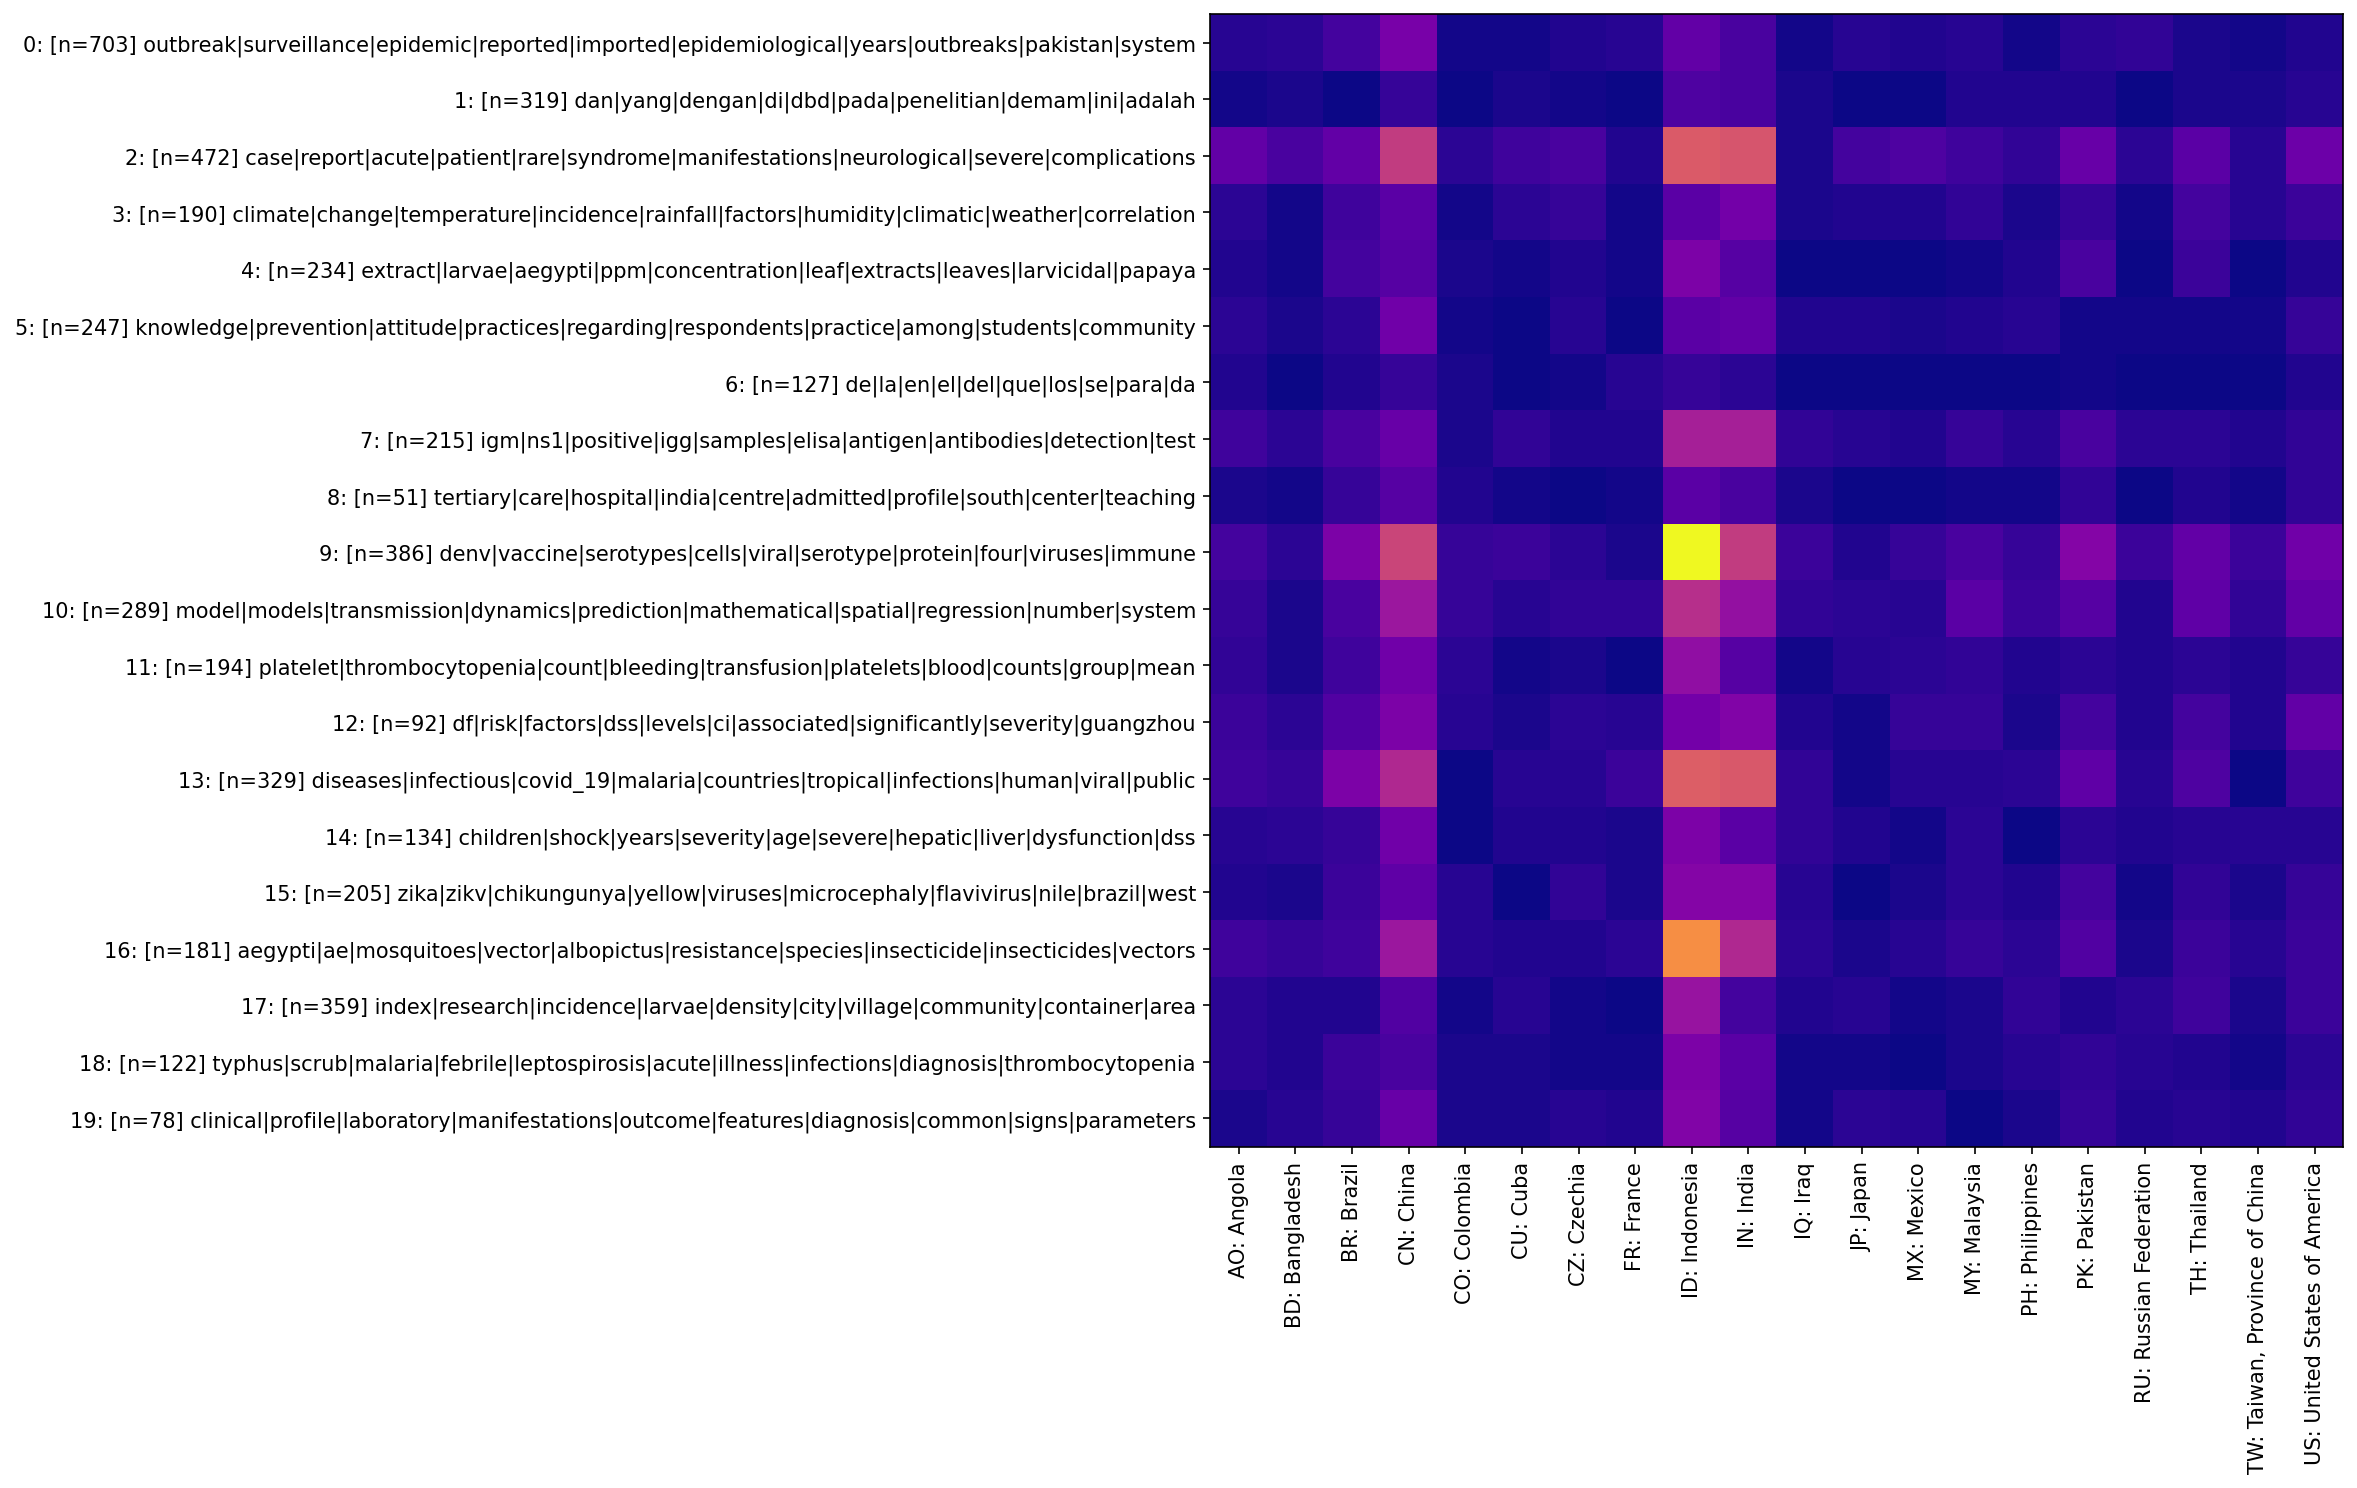 0: [n=703] outbreak|surveillance|epidemic|reported|imported|epidemiological|years|outbreaks|pakistan|system
1: [n=319] dan|yang|dengan|di|dbd|pada|penelitian|demam|ini|adalah
2: [n=472] case|report|acute|patient|rare|syndrome|manifestations|neurological|severe|complications
3: [n=190] climate|change|temperature|incidence|rainfall|factors|humidity|climatic|weather|correlation
4: [n=234] extract|larvae|aegypti|ppm|concentration|leaf|extracts|leaves|larvicidal|papaya
5: [n=247] knowledge|prevention|attitude|practices|regarding|respondents|practice|among|students|community
6: [n=127] de|la|en|el|del|que|los|se|para|da
7: [n=215] igm|ns1|positive|igg|samples|elisa|antigen|antibodies|detection|test
8: [n=51] tertiary|care|hospital|india|centre|admitted|profile|south|center|teaching
9: [n=386] denv|vaccine|serotypes|cells|viral|serotype|protein|four|viruses|immune
10: [n=289] model|models|transmission|dynamics|prediction|mathematical|spatial|regression|number|system
11: [n=194] platelet|thrombocytopenia|count|bleeding|transfusion|platelets|blood|counts|group|mean
12: [n=92] df|risk|factors|dss|levels|ci|associated|significantly|severity|guangzhou
13: [n=329] diseases|infectious|covid_19|malaria|countries|tropical|infections|human|viral|public
14: [n=134] children|shock|years|severity|age|severe|hepatic|liver|dysfunction|dss
15: [n=205] zika|zikv|chikungunya|yellow|viruses|microcephaly|flavivirus|nile|brazil|west
16: [n=181] aegypti|ae|mosquitoes|vector|albopictus|resistance|species|insecticide|insecticides|vectors
17: [n=359] index|research|incidence|larvae|density|city|village|community|container|area
18: [n=122] typhus|scrub|malaria|febrile|leptospirosis|acute|illness|infections|diagnosis|thrombocytopenia
19: [n=78] clinical|profile|laboratory|manifestations|outcome|features|diagnosis|common|signs|parameters
AO: Angola
BD: Bangladesh
BR: Brazil
CN: China
CO: Colombia
CU: Cuba
CZ: Czechia
FR: France
ID: Indonesia
IN: India
IQ: Iraq
JP: Japan
MX: Mexico
MY: Malaysia
PH: Philippines
PK: Pakistan
RU: Russian Federation
TH: Thailand
TW: Taiwan, Province of China
US: United States of America